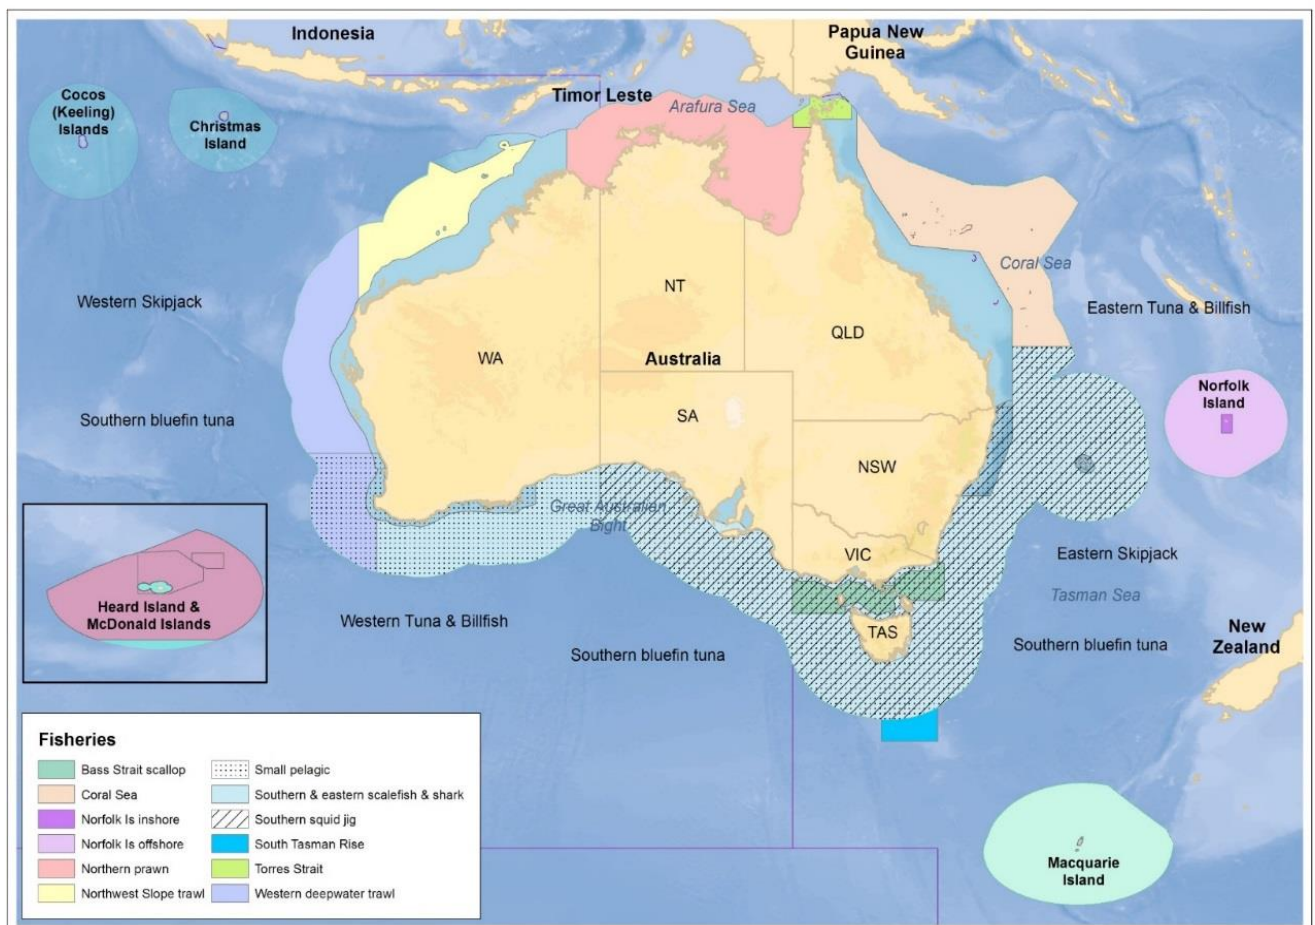 Indonesia
Papua New
Guinea
Cocos
(Keeling)
Islands
Christmas
Island
Timor Leste
Arafura Sea
Coral Sea
Western Skipjack
NT
Eastern Tuna & Billfish
QLD
WA
Australia
Southern bluefin tuna
SA
Norfolk
Island
NSW
Great Australian
Bight
VIC
Eastern Skipjack
Tasman Sea
Heard Island &
McDonald Islands
Western Tuna & Billfish
TAS
New
Zealand
Southern bluefin tuna
Southern bluefin tuna
Macquarie
Island
Fisheries
Bass Strait scallop
Coral Sea
Norfolk Is inshore
Norfolk Is offshore
Northern prawn
Northwest Slope trawl
Small pelagic
Southern & eastern scalefish & shark
Southern squid jig
South Tasman Rise
Torres Strait
Western deepwater trawl